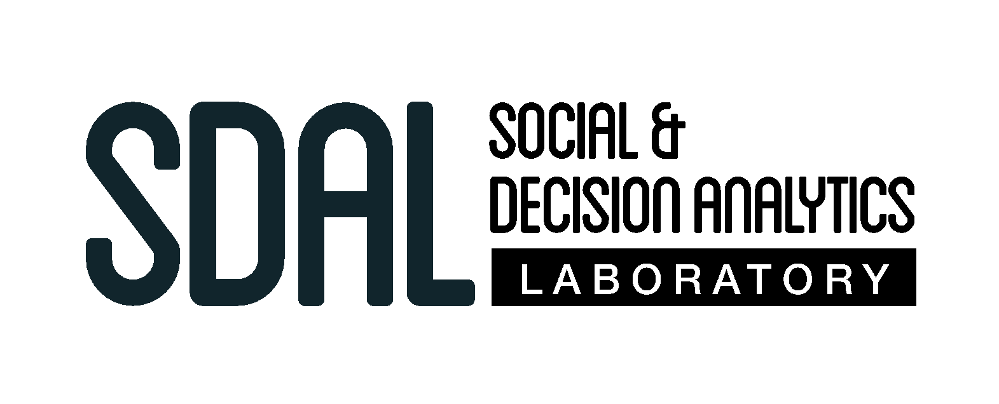 SDAL
SOCIAL &
DECISION ANALYTICS
LABORATORY